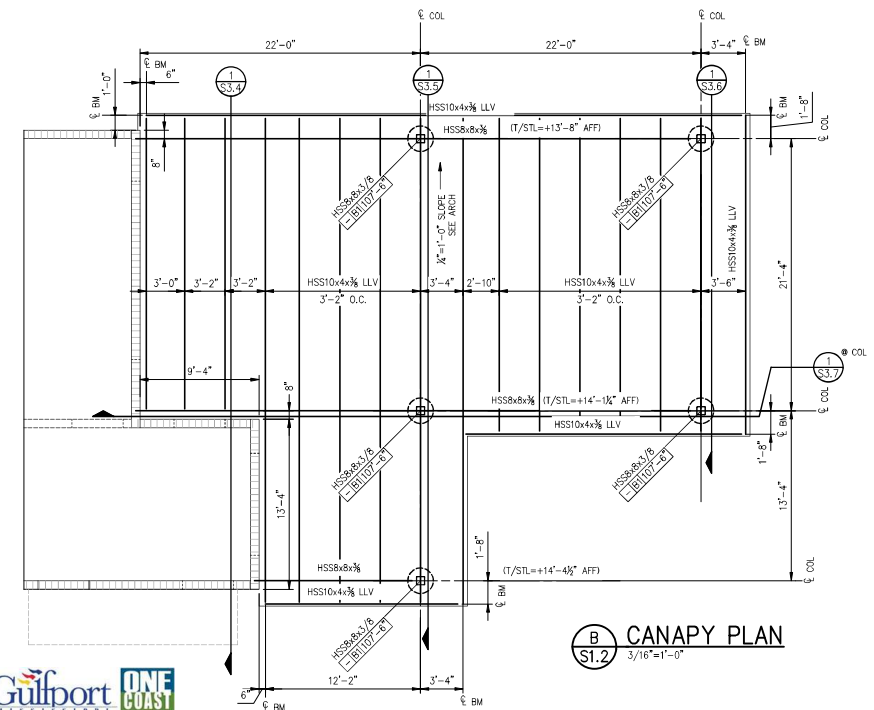 ℄ COL
℄ COL
22'-0"
22'-0"
3'-4"
℄ BM
℄ BM
6"
1'-0"
℄ BM
1
S3.4
1
S3.5
1
S3.6
HSS10x4x⅜ LLV
HSS8x8x⅜
(T/STL=+13'-8" AFF)
℄ BM
1'-8"
℄ COL
8"
HSS8x8x3/8
-|B1|107'-6"
¼"=1'-0" SLOPE
SEE ARCH
HSS8x8x3/8
-|B1|107'-6"
HSS10x4x⅜ LLV
3'-0"
3'-2"
3'-2"
HSS10x4x⅜ LLV
3'-2" O.C.
3'-4"
2'-10"
HSS10x4x⅜ LLV
3'-2" O.C.
3'-6"
21'-4"
1
S3.7
@ COL
9'-4"
8"
HSS8x8x⅜
(T/STL=+14'-1¼" AFF)
HSS10x4x⅜ LLV
℄ COL
℄ BM
1'-8"
HSS8x8x3/8
-|B1|107'-6"
HSS8x8x3/8
-|B1|107'-6"
13'-4"
13'-4"
1'-8"
HSS8x8x⅜
(T/STL=+14'-4½" AFF)
HSS10x4x⅜ LLV
℄ COL
℄ BM
HSS8x8x3/8
-|B1|107'-6"
B
S1.2
CANAPY PLAN
3/16"=1'-0"
12'-2"
3'-4"
6"
℄ BM
℄ BM
Gulfport
ONE
COAST